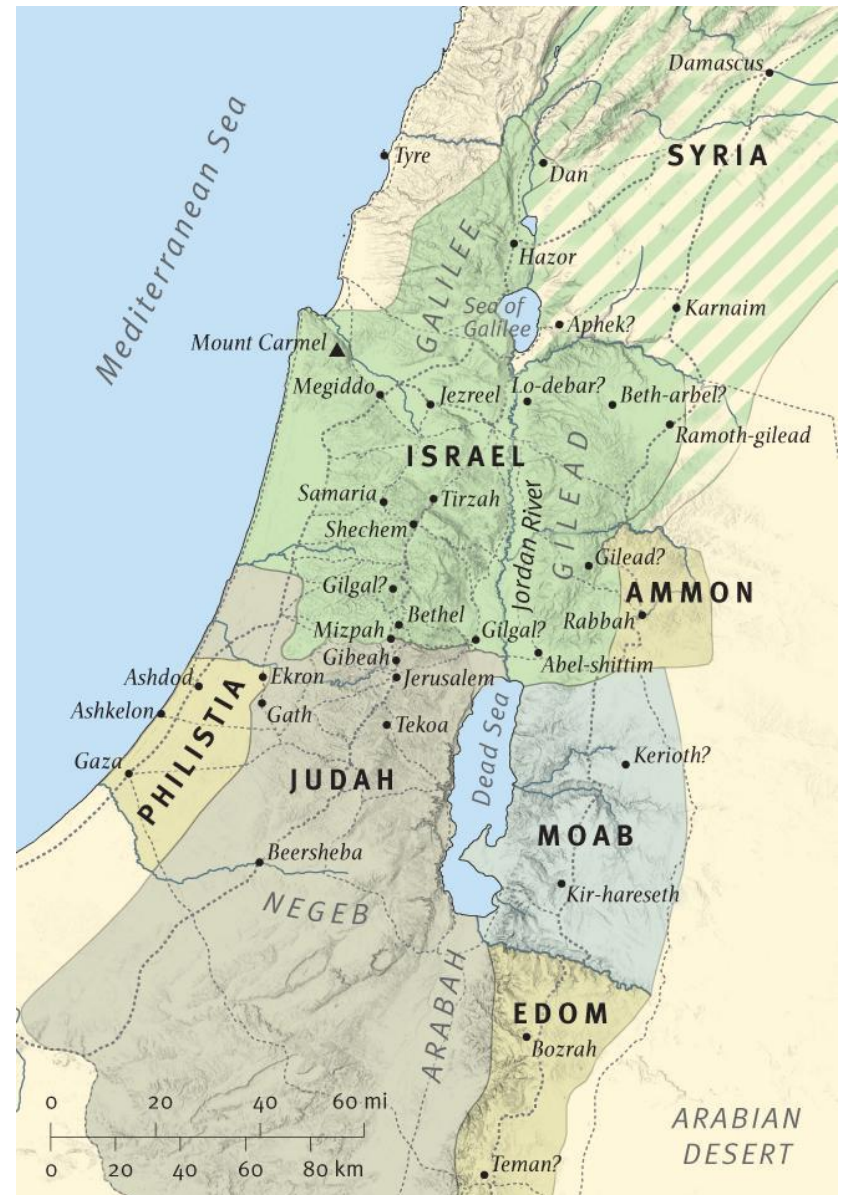 Damascus
SYRIA
Tyre
Dan
Mediterranean Sea
Hazor
GALILEE
Sea of
Galilee
Karnaim
Aphek?
Mount Carmel
Megiddo
Jezreel
Lo-debar?
Beth-arbel?
Ramoth-gilead
ISRAEL
GILEAD
Samaria
Tirzah
Shechem
Jordan River
Gilead?
AMMON
Gilgal?
Rabbah
Bethel
Mizpah
Gilgal?
Gibeah
Abel-shittim
Ashdod
Ekron
Jerusalem
Ashkelon
Gath
Tekoa
PHILISTIA
Gaza
JUDAH
Dead Sea
Kerioth?
MOAB
Beersheba
Kir-hareseth
NEGEB
ARABAH
EDOM
Bozrah
0 20 40 60 mi
0 20 40 60 80 km
ARABIAN
DESERT
Teman?